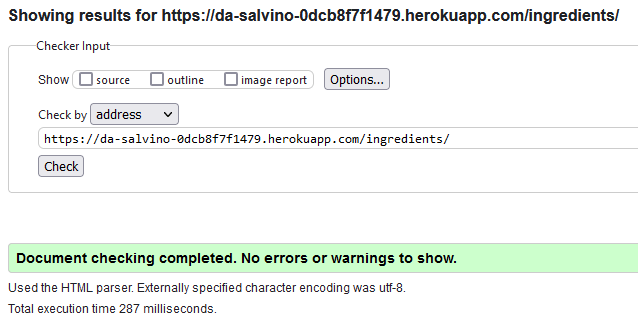 Showing results for https://da-salvino-0dcb8f7f1479.herokuapp.com/ingredients/
Checker Input
Show source outline image report Options...
Check by address
https://da-salvino-0dcb8f7f1479.herokuapp.com/ingredients/
Check
Document checking completed. No errors or warnings to show.
Used the HTML parser. Externally specified character encoding was utf-8.
Total execution time 287 milliseconds.